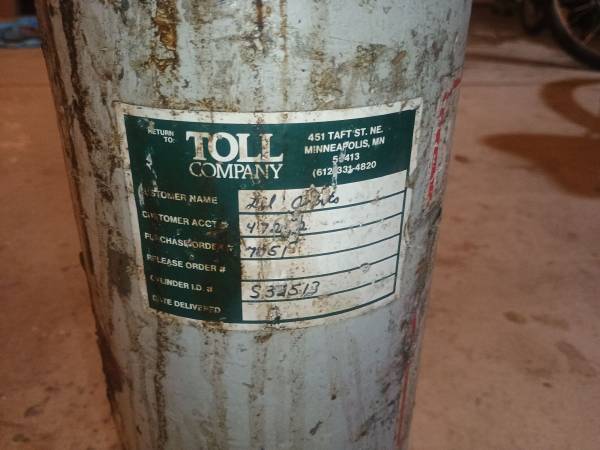 RETURN TO:
TOLL COMPANY
451 TAFT ST. NE.
MINNEAPOLIS, MN
55413
(612) 331-4820
CUSTOMER NAME
CUSTOMER ACCT #
PURCHASE ORDER # 7051
RELEASE ORDER #
CYLINDER I.D. # S32513
DATE DELIVERED